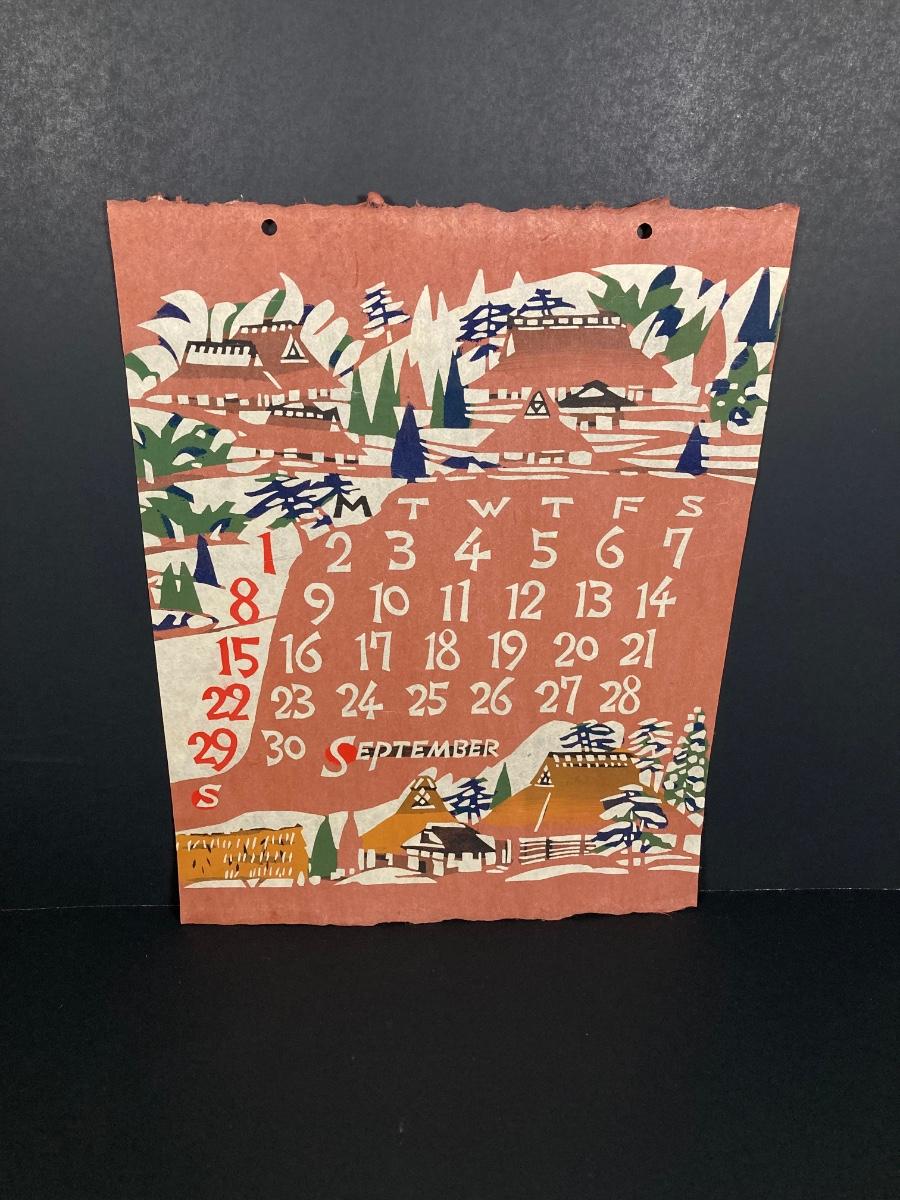 M T W T F S
1 2 3 4 5 6 7
8 9 10 11 12 13 14
15 16 17 18 19 20 21
22 23 24 25 26 27 28
29 30 SEPTEMBER
S